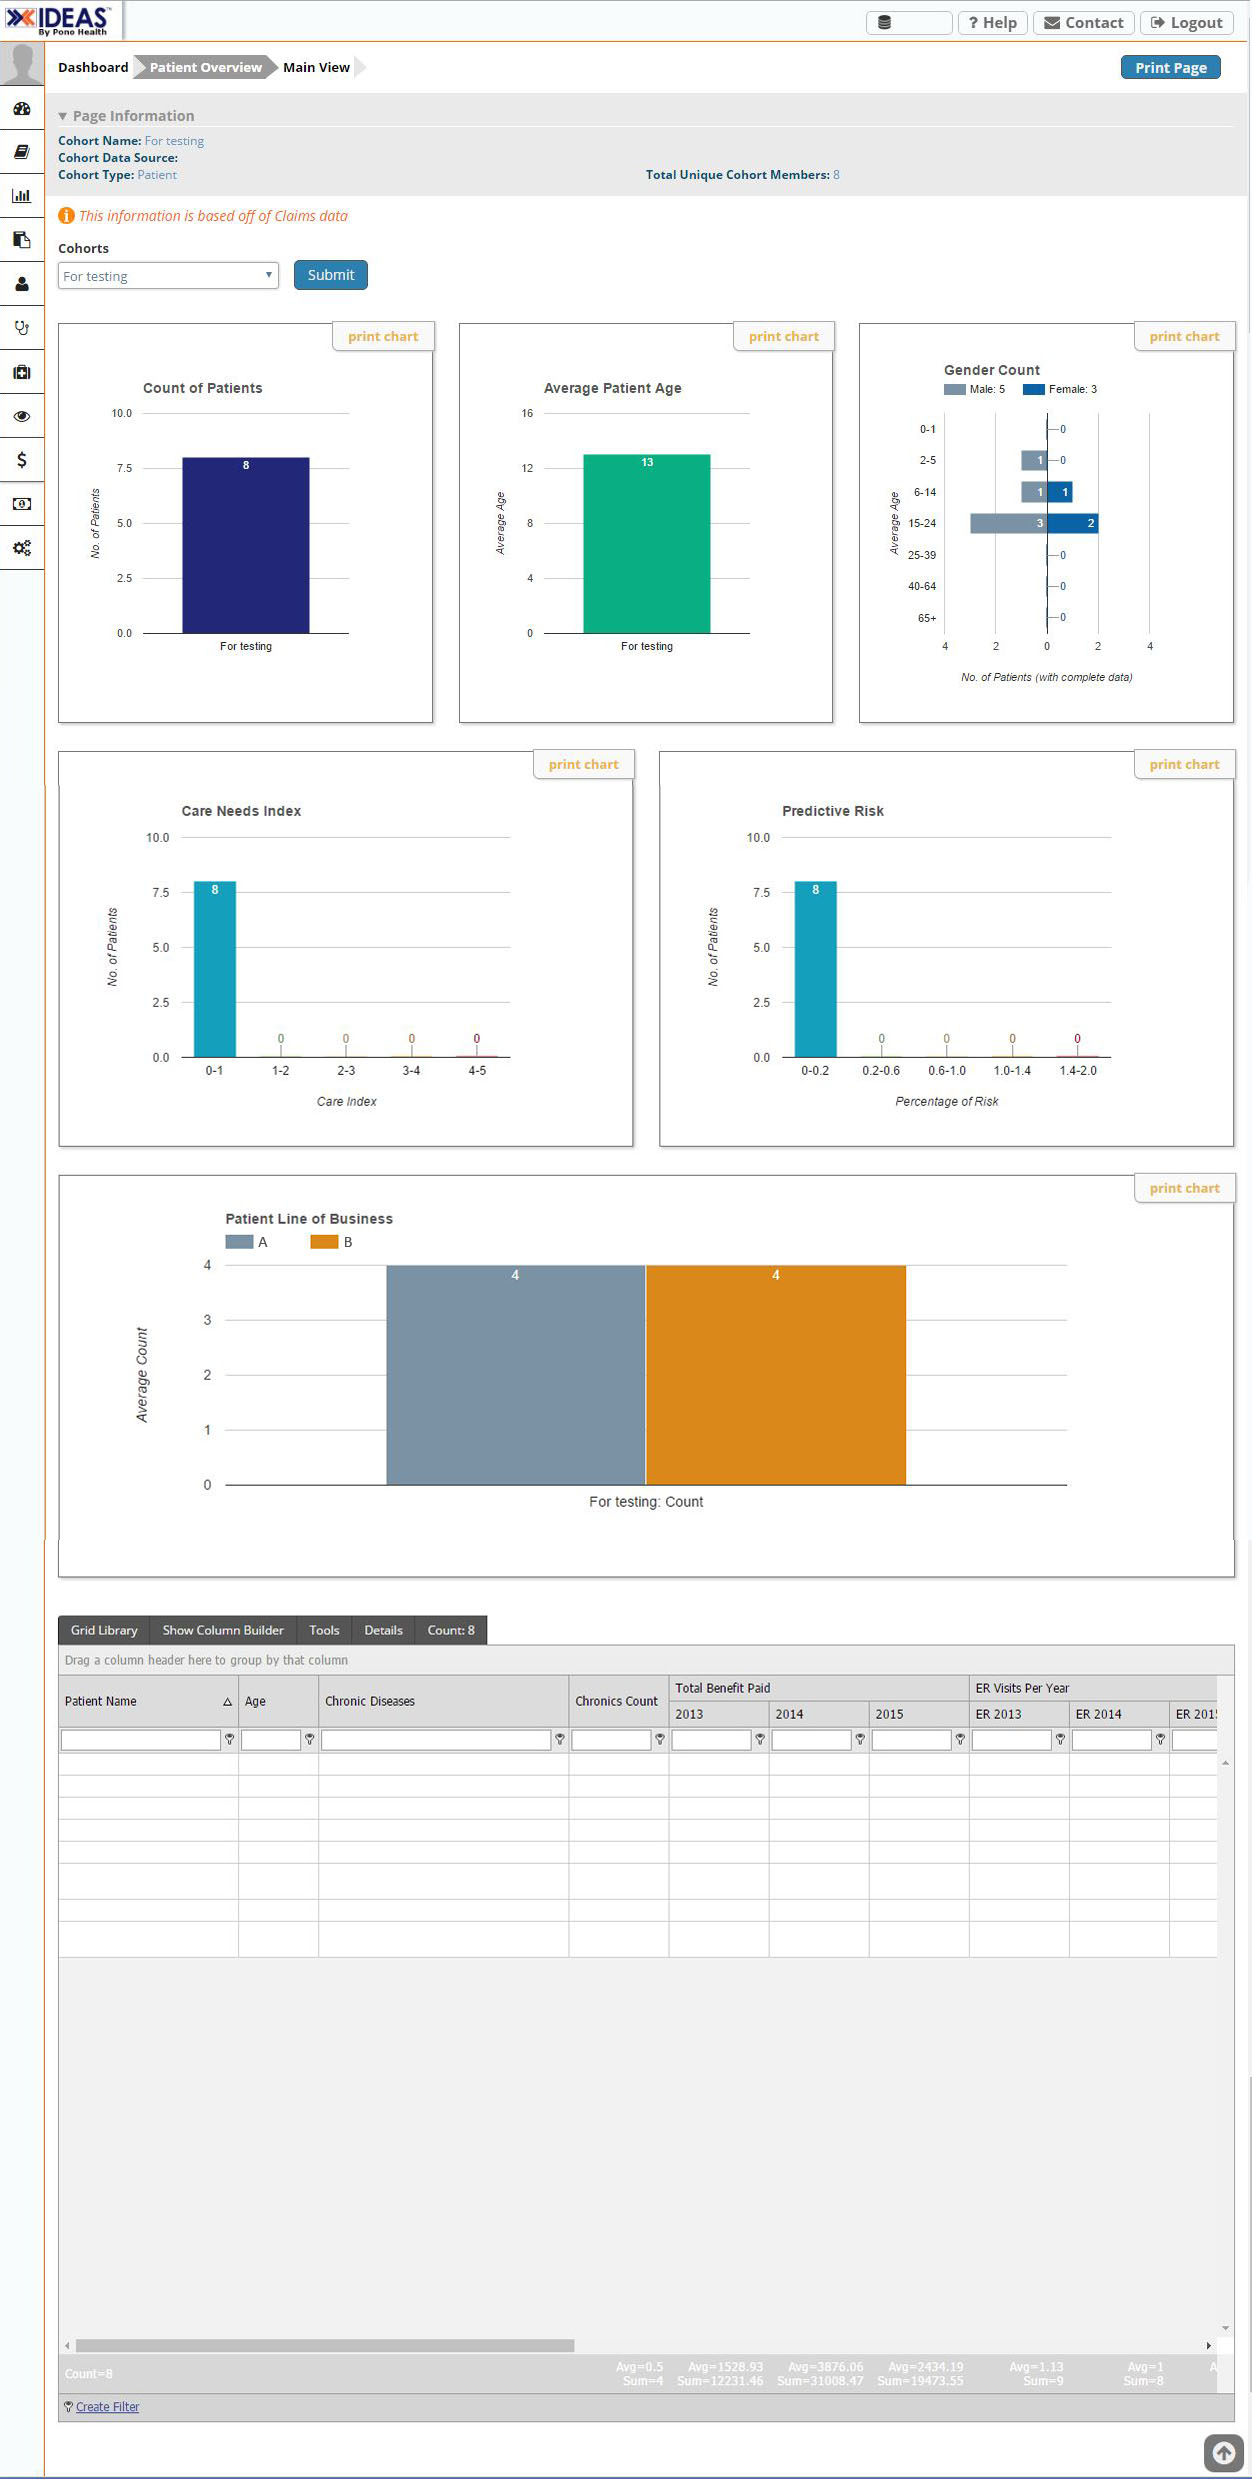 IDEAS™
By Pono Health
? Help
Contact
Logout
Dashboard
Patient Overview
Main View
Print Page
Page Information
Cohort Name: For testing
Cohort Data Source:
Cohort Type: Patient
Total Unique Cohort Members: 8
This information is based off of Claims data
Cohorts
For testing
Submit
print chart
Count of Patients
10.0
7.5
5.0
2.5
0.0
8
No. of Patients
For testing
print chart
Average Patient Age
16
12
8
4
0
13
Average Age
For testing
print chart
Gender Count
Male: 5 Female: 3
0-1 0
2-5 1 0
6-14 1 1
15-24 3 2
25-39 0
40-64 0
65+ 0
Average Age
4 2 0 2 4
No. of Patients (with complete data)
print chart
Care Needs Index
10.0
7.5
5.0
2.5
0.0
No. of Patients
8 0 0 0 0
0-1 1-2 2-3 3-4 4-5
Care Index
print chart
Predictive Risk
10.0
7.5
5.0
2.5
0.0
No. of Patients
8 0 0 0 0
0-0.2 0.2-0.6 0.6-1.0 1.0-1.4 1.4-2.0
Percentage of Risk
print chart
Patient Line of Business
A B
4
3
2
1
0
4 4
Average Count
For testing: Count
Grid Library Show Column Builder Tools Details Count: 8
Drag a column header here to group by that column
Patient Name Age Chronic Diseases Chronics Count Total Benefit Paid ER Visits Per Year
2013 2014 2015 ER 2013 ER 2014 ER 201
Count=8
Avg=0.5 Avg=1528.93 Avg=3876.06 Avg=2434.19 Avg=1.13 Avg=1 A
Sum=4 Sum=12231.46 Sum=31008.47 Sum=19473.55 Sum=9 Sum=8
Create Filter